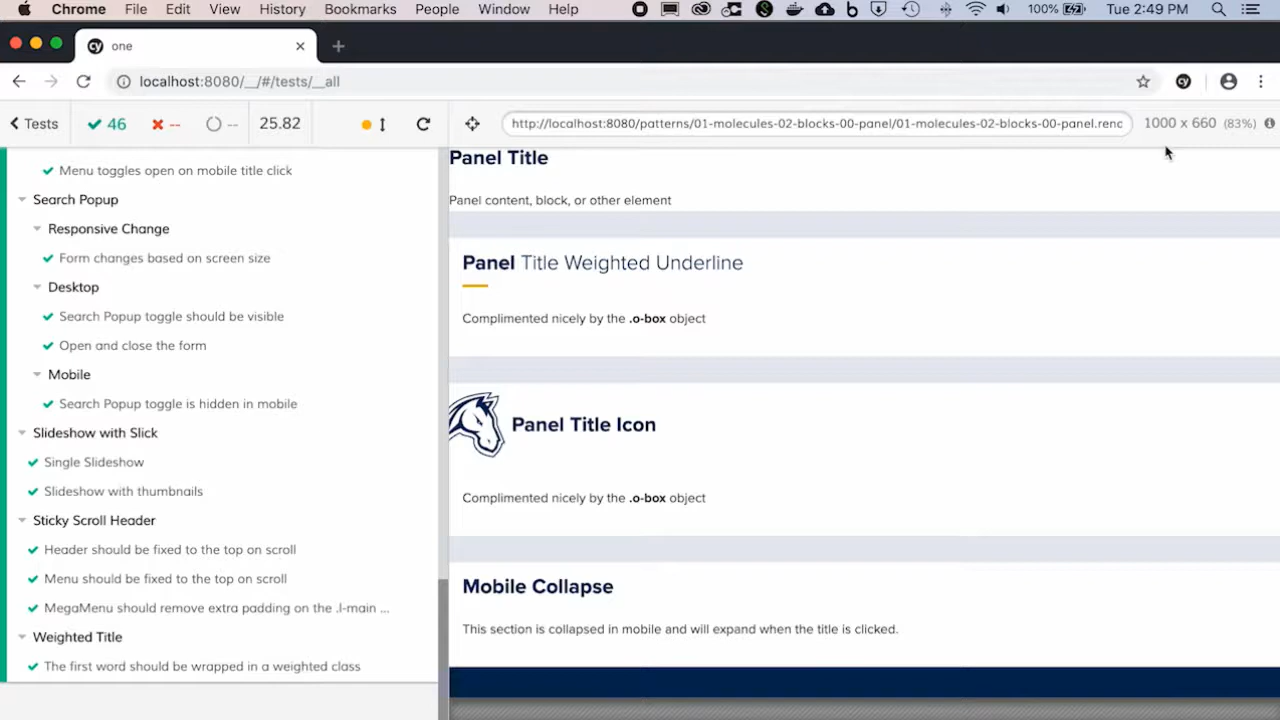 Chrome File Edit View History Bookmarks People Window Help 100% Tue 2:49 PM
cy one
localhost:8080/__/#/tests/__all
Tests 46 -- -- 25.82 http://localhost:8080/patterns/01-molecules-02-blocks-00-panel/01-molecules-02-blocks-00-panel.renc 1000 x 660 (83%)
Menu toggles open on mobile title click
Search Popup
Responsive Change
Form changes based on screen size
Desktop
Search Popup toggle should be visible
Open and close the form
Mobile
Search Popup toggle is hidden in mobile
Slideshow with Slick
Single Slideshow
Slideshow with thumbnails
Sticky Scroll Header
Header should be fixed to the top on scroll
Menu should be fixed to the top on scroll
MegaMenu should remove extra padding on the .l-main ...
Weighted Title
The first word should be wrapped in a weighted class
Panel Title
Panel content, block, or other element
Panel Title Weighted Underline
Complimented nicely by the .o-box object
Panel Title Icon
Complimented nicely by the .o-box object
Mobile Collapse
This section is collapsed in mobile and will expand when the title is clicked.